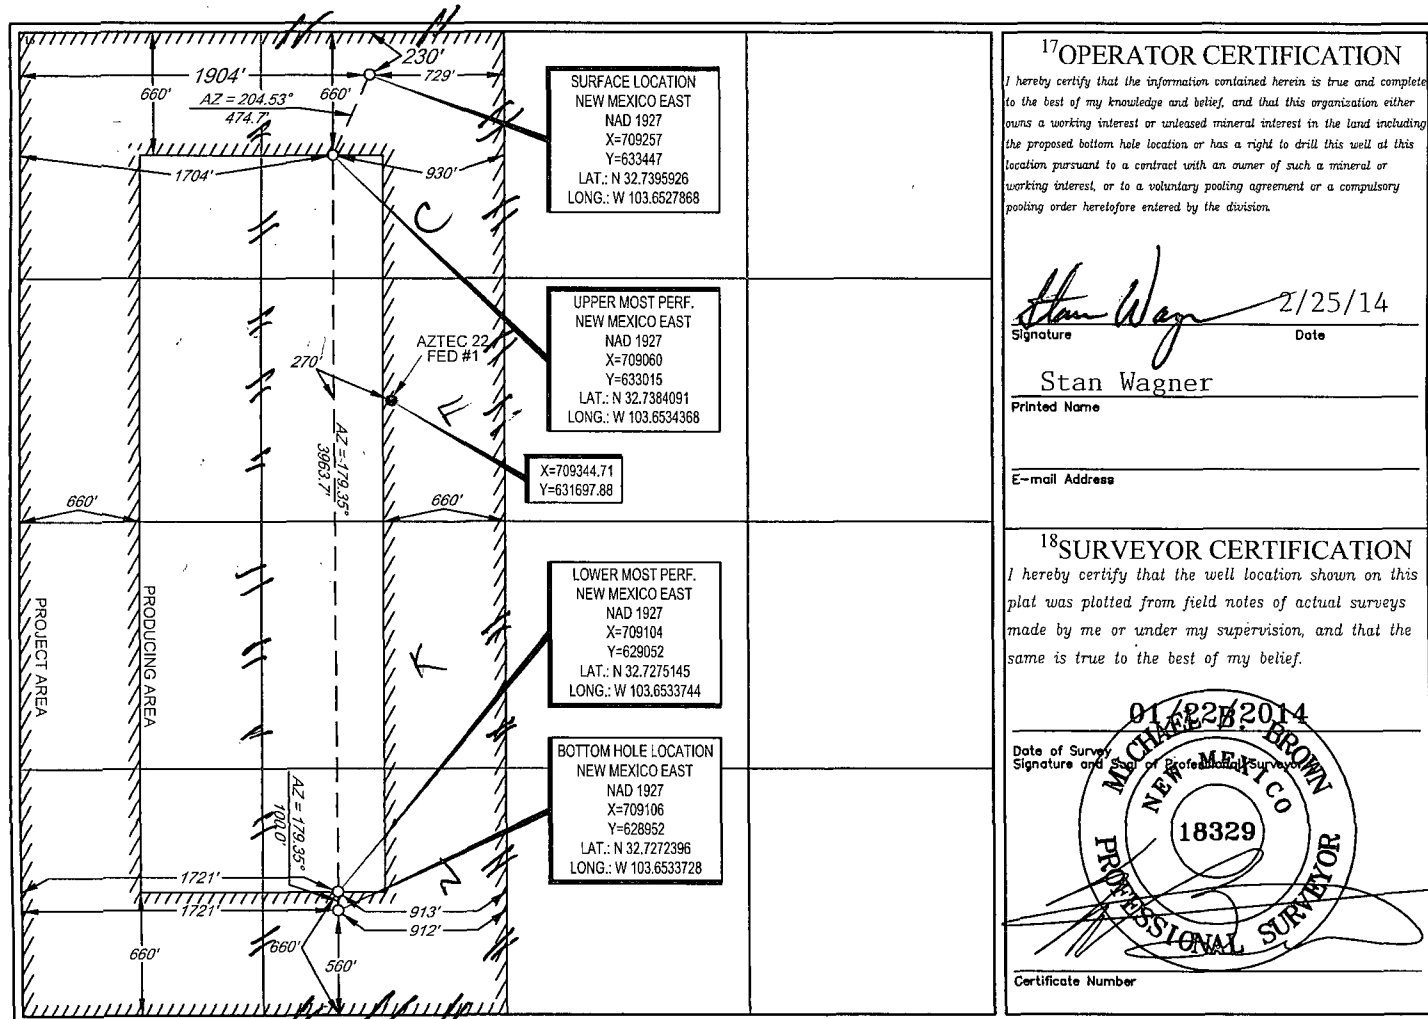 230'
1904'
729'
660'
660'
AZ = 204.53°
474.7'
1704'
930'
C
SURFACE LOCATION
NEW MEXICO EAST
NAD 1927
X=709257
Y=633447
LAT.: N 32.7395926
LONG.: W 103.6527868
UPPER MOST PERF.
NEW MEXICO EAST
NAD 1927
X=709060
Y=633015
LAT.: N 32.7384091
LONG.: W 103.6534368
AZTEC 22
FED #1
270'
F
X=709344.71
Y=631697.88
AZ = 179.35°
3963.7'
660'
660'
PROJECT AREA
PRODUCING AREA
K
LOWER MOST PERF.
NEW MEXICO EAST
NAD 1927
X=709104
Y=629052
LAT.: N 32.7275145
LONG.: W 103.6533744
BOTTOM HOLE LOCATION
NEW MEXICO EAST
NAD 1927
X=709106
Y=628952
LAT.: N 32.7272396
LONG.: W 103.6533728
AZ = 179.35°
100.0'
N
1721'
1721'
913'
912'
660'
660'
560'
17 OPERATOR CERTIFICATION
I hereby certify that the information contained herein is true and complete
to the best of my knowledge and belief, and that this organization either
owns a working interest or unleased mineral interest in the land including
the proposed bottom hole location or has a right to drill this well at this
location pursuant to a contract with an owner of such a mineral or
working interest, or to a voluntary pooling agreement or a compulsory
pooling order heretofore entered by the division.
Stan Wagner 2/25/14
Signature Date
Stan Wagner
Printed Name
E-mail Address
18 SURVEYOR CERTIFICATION
I hereby certify that the well location shown on this
plat was plotted from field notes of actual surveys
made by me or under my supervision, and that the
same is true to the best of my belief.
01/22/2014
Date of Survey
Signature and Seal of Professional Surveyor
MICHAEL B. BROWN
NEW MEXICO
18329
PROFESSIONAL SURVEYOR
Certificate Number